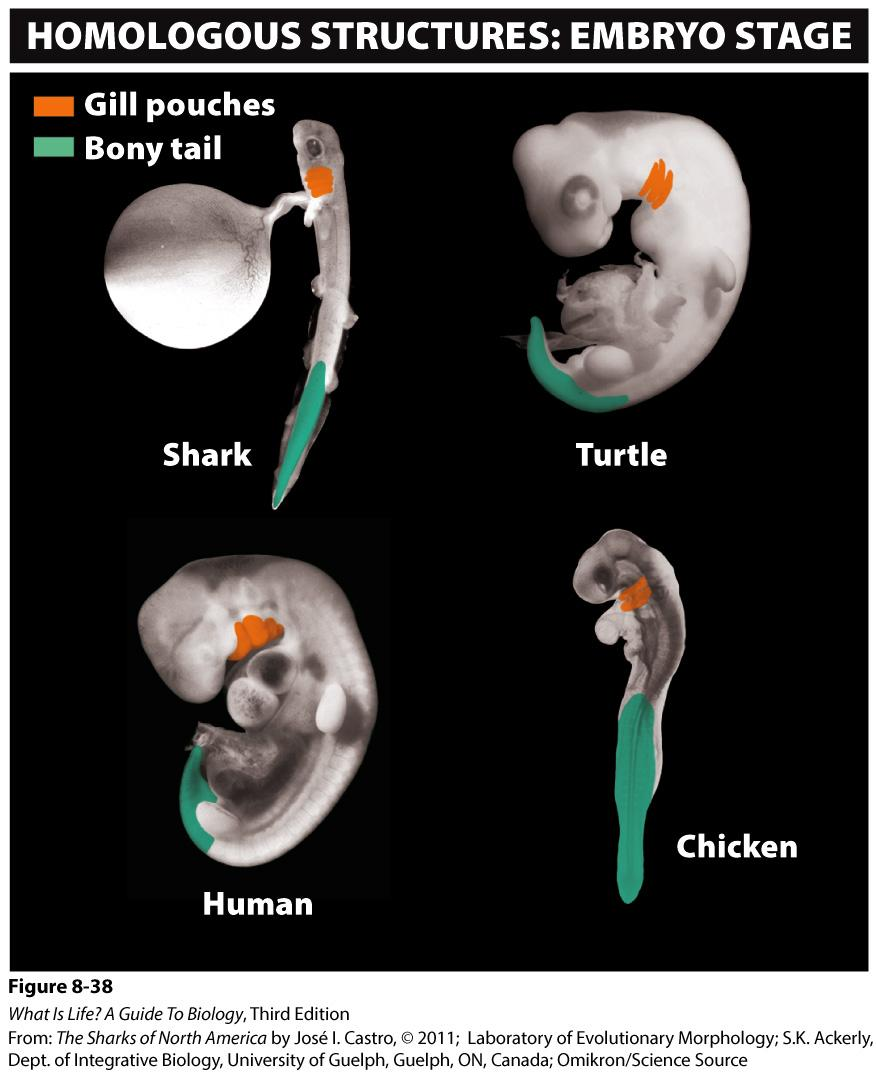 HOMOLOGOUS STRUCTURES: EMBRYO STAGE
Gill pouches
Bony tail
Shark
Turtle
Human
Chicken
Figure 8-38
What Is Life? A Guide To Biology, Third Edition
From: The Sharks of North America by José I. Castro, © 2011; Laboratory of Evolutionary Morphology; S.K. Ackerly,
Dept. of Integrative Biology, University of Guelph, Guelph, ON, Canada; Omikron/Science Source